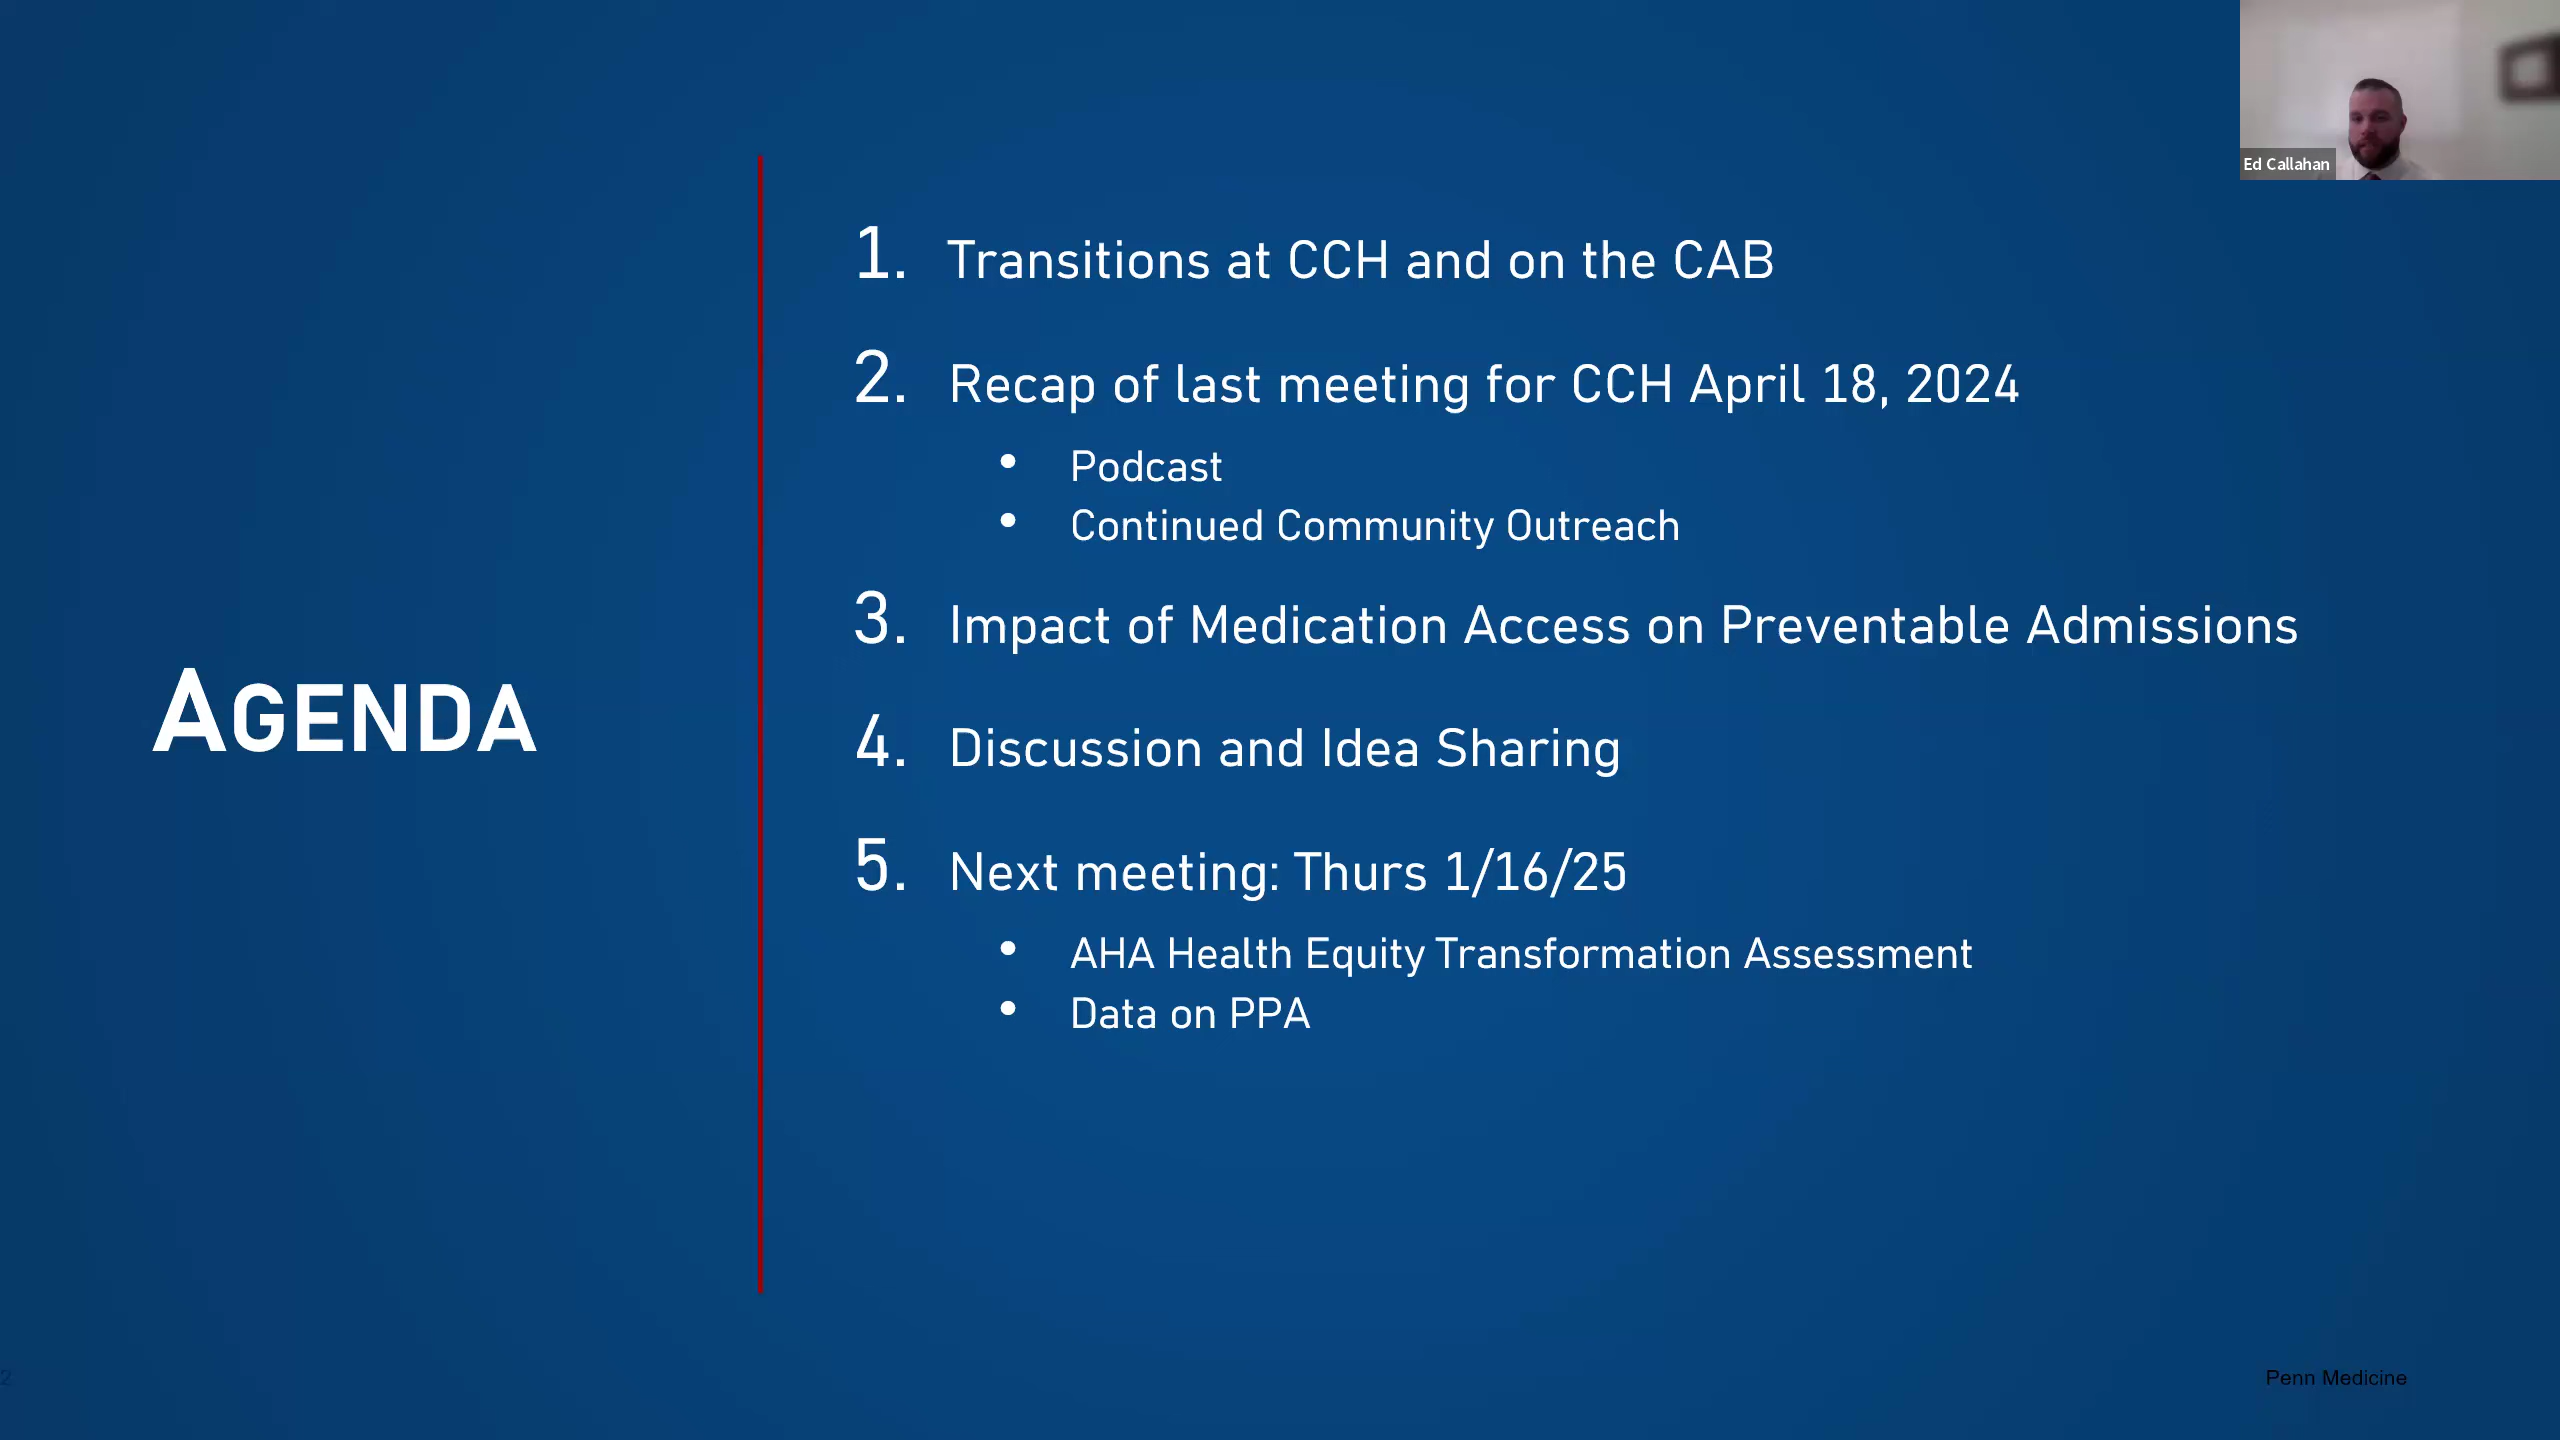 Ed Callahan
AGENDA
1. Transitions at CCH and on the CAB
2. Recap of last meeting for CCH April 18, 2024
• Podcast
• Continued Community Outreach
3. Impact of Medication Access on Preventable Admissions
4. Discussion and Idea Sharing
5. Next meeting: Thurs 1/16/25
• AHA Health Equity Transformation Assessment
• Data on PPA
2
Penn Medicine